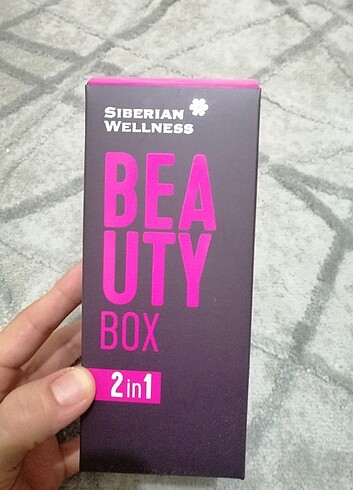 SIBERIAN
WELLNESS
BEA
UTY
BOX
2in1